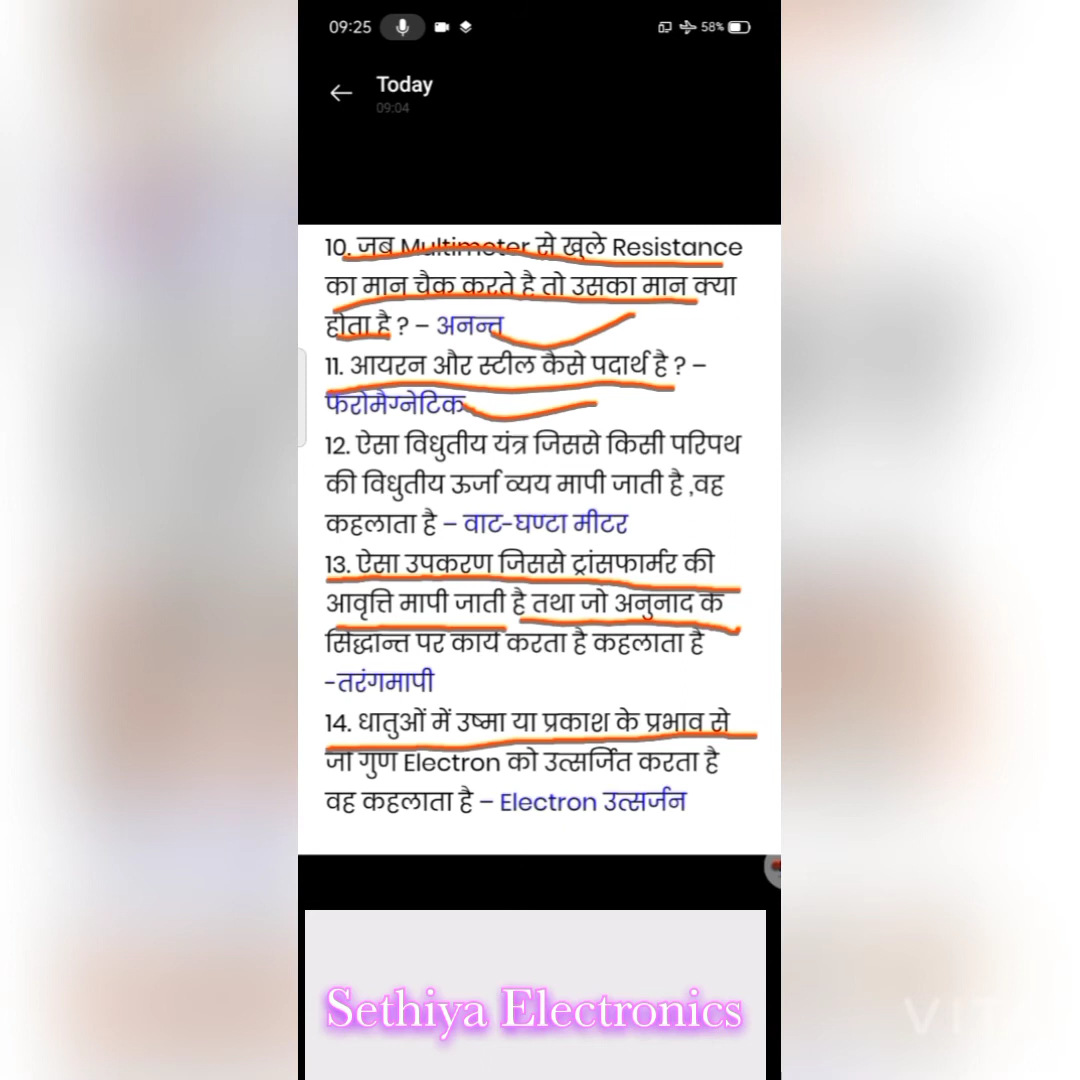 09:25
58%
Today
09:04
10. जब Multimeter से खुले Resistance
का मान चैक करते है तो उसका मान क्या
होता है ? – अनन्त
11. आयरन और स्टील कैसे पदार्थ है ? –
फेरोमैग्नेटिक
12. ऐसा विधुतीय यंत्र जिससे किसी परिपथ
की विधुतीय ऊर्जा व्यय मापी जाती है ,वह
कहलाता है – वाट-घण्टा मीटर
13. ऐसा उपकरण जिससे ट्रांसफार्मर की
आवृत्ति मापी जाती है तथा जो अनुनाद के
सिद्धान्त पर कार्य करता है कहलाता है
-तरंगमापी
14. धातुओं में उष्मा या प्रकाश के प्रभाव से
जो गुण Electron को उत्सर्जित करता है
वह कहलाता है – Electron उत्सर्जन
Sethiya Electronics